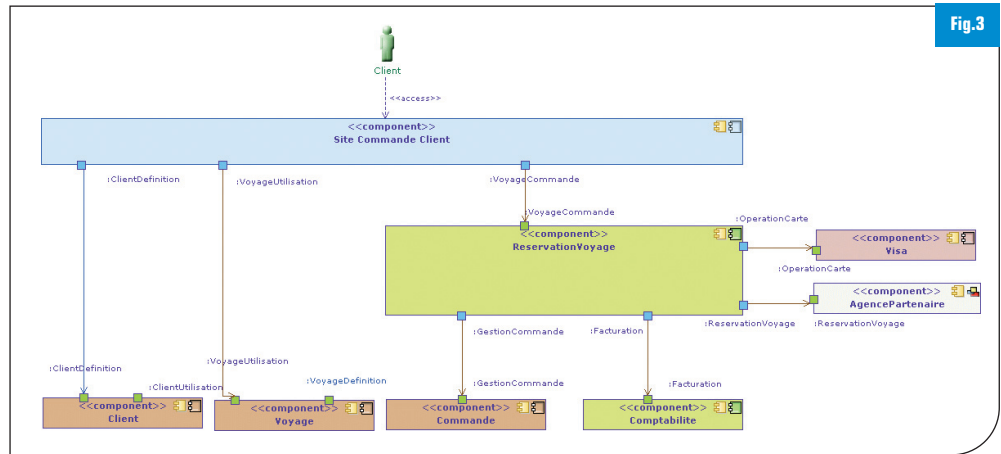 Fig.3
Client
<<access>>
<<component>>
Site Commande Client
:ClientDefinition
:VoyageUtilisation
:VoyageCommande
:VoyageCommande
<<component>>
ReservationVoyage
:OperationCarte
<<component>>
Visa
:OperationCarte
<<component>>
AgencePartenaire
:ReservationVoyage
:ReservationVoyage
:GestionCommande
:Facturation
:ClientDefinition
:ClientUtilisation
:VoyageUtilisation
:VoyageDefinition
:GestionCommande
:Facturation
<<component>>
Client
<<component>>
Voyage
<<component>>
Commande
<<component>>
Comptabilite